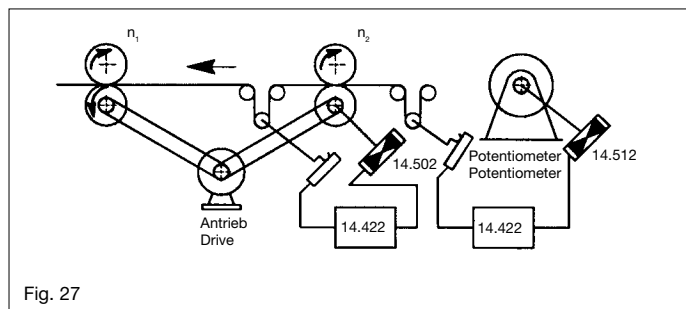 n1
n2
14.502
Potentiometer
Potentiometer
14.512
Antrieb
Drive
14.422
14.422
Fig. 27